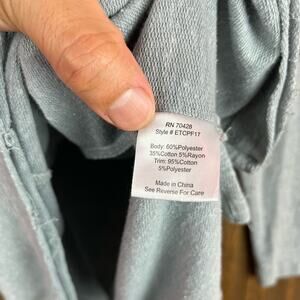 RN 70428
Style # ETCPF17
Body: 60%Polyester
35%Cotton 5%Rayon
Trim: 95%Cotton
5%Polyester
Made in China
See Reverse For Care